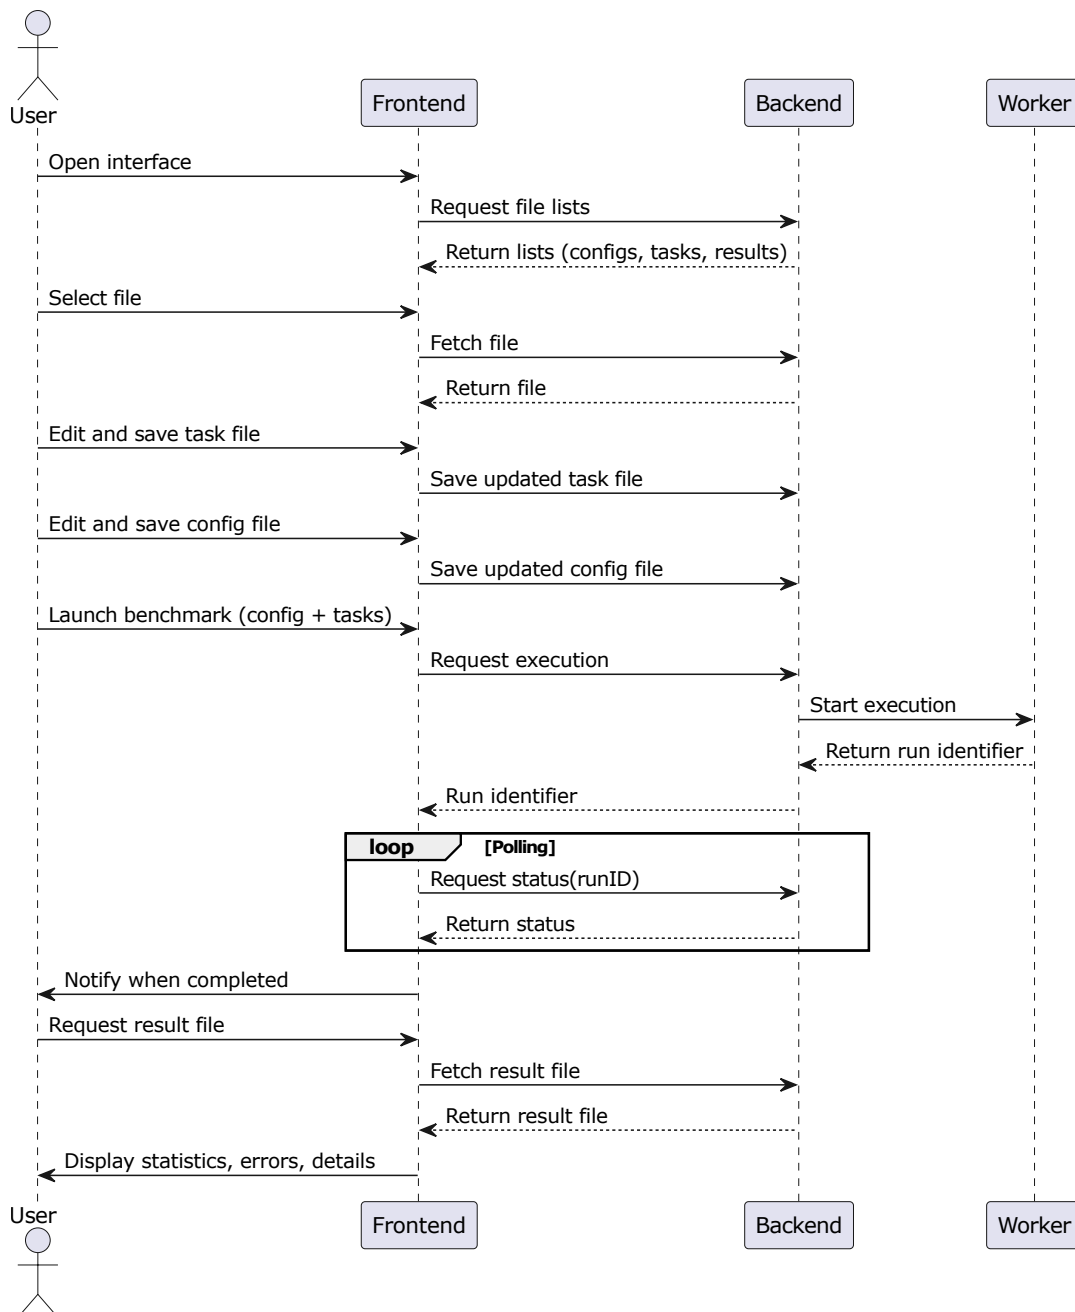 User
Frontend
Backend
Worker
Open interface
Request file lists
Return lists (configs, tasks, results)
Select file
Fetch file
Return file
Edit and save task file
Save updated task file
Edit and save config file
Save updated config file
Launch benchmark (config + tasks)
Request execution
Start execution
Return run identifier
Run identifier
loop [Polling]
Request status(runID)
Return status
Notify when completed
Request result file
Fetch result file
Return result file
Display statistics, errors, details
User
Frontend
Backend
Worker